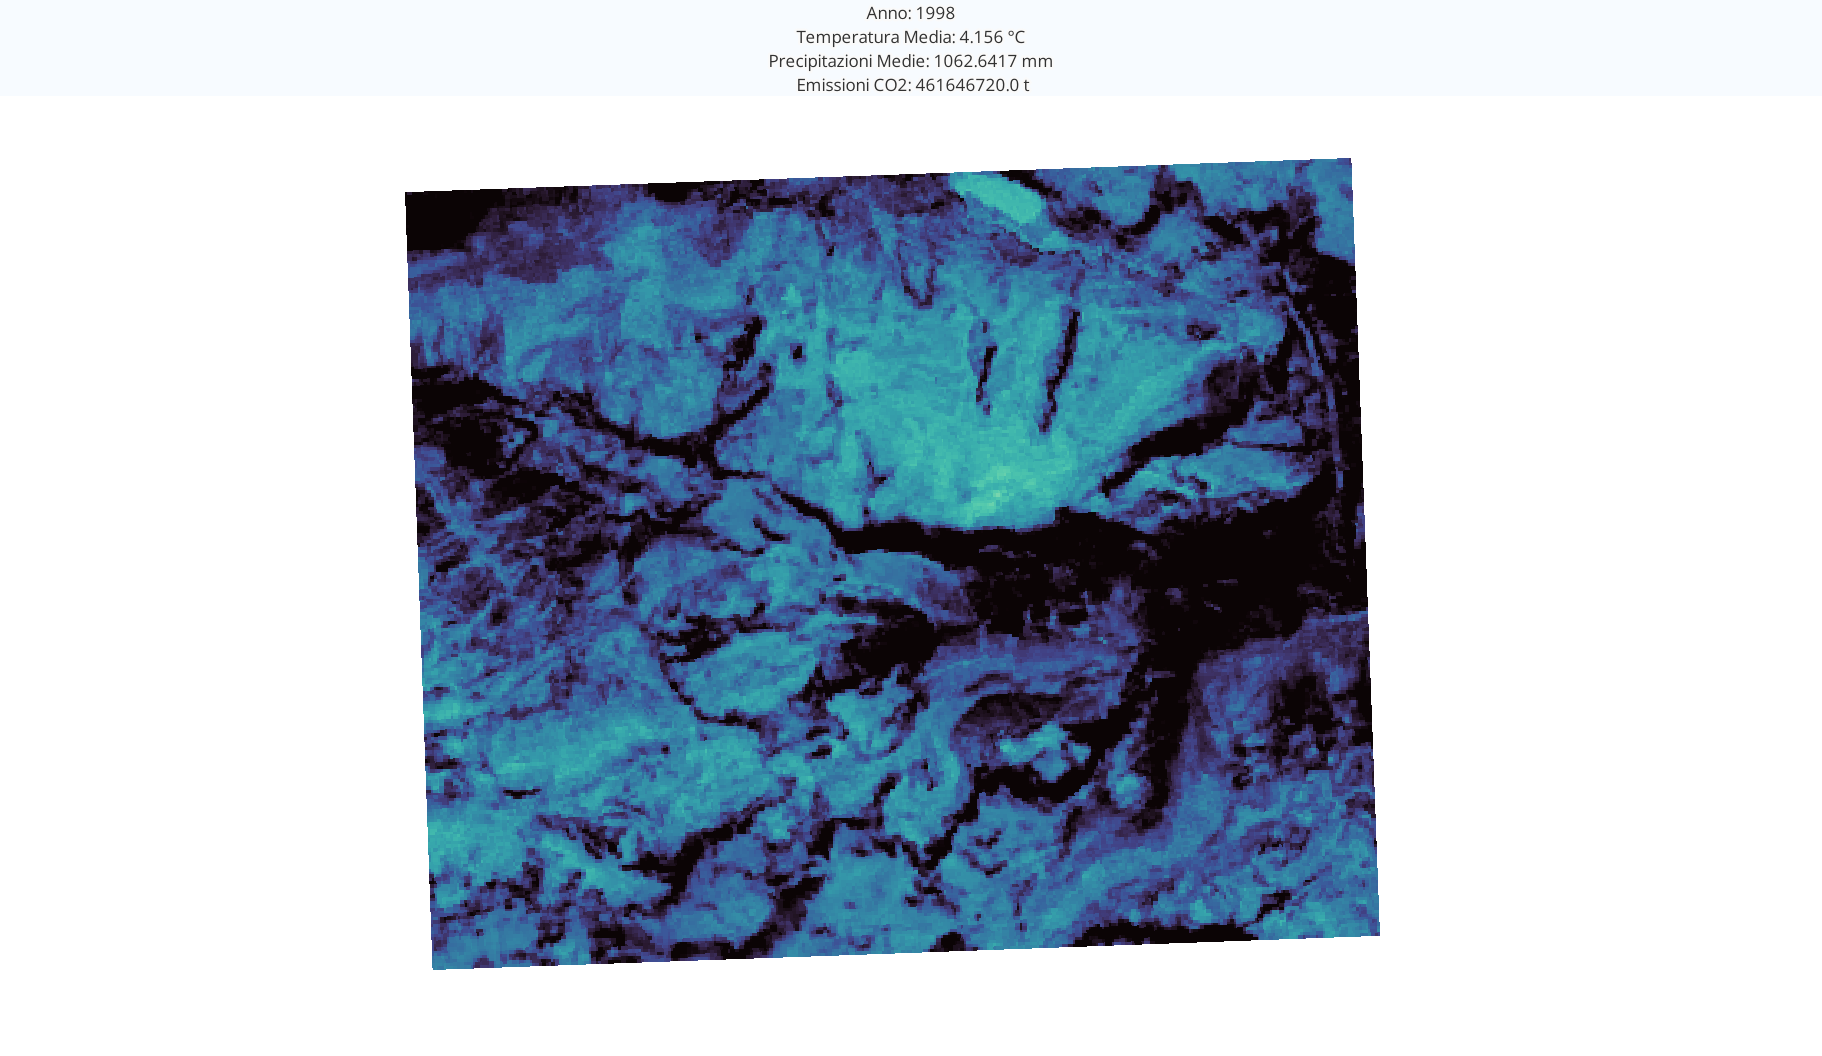 Anno: 1998
Temperatura Media: 4.156 °C
Precipitazioni Medie: 1062.6417 mm
Emissioni CO2: 461646720.0 t